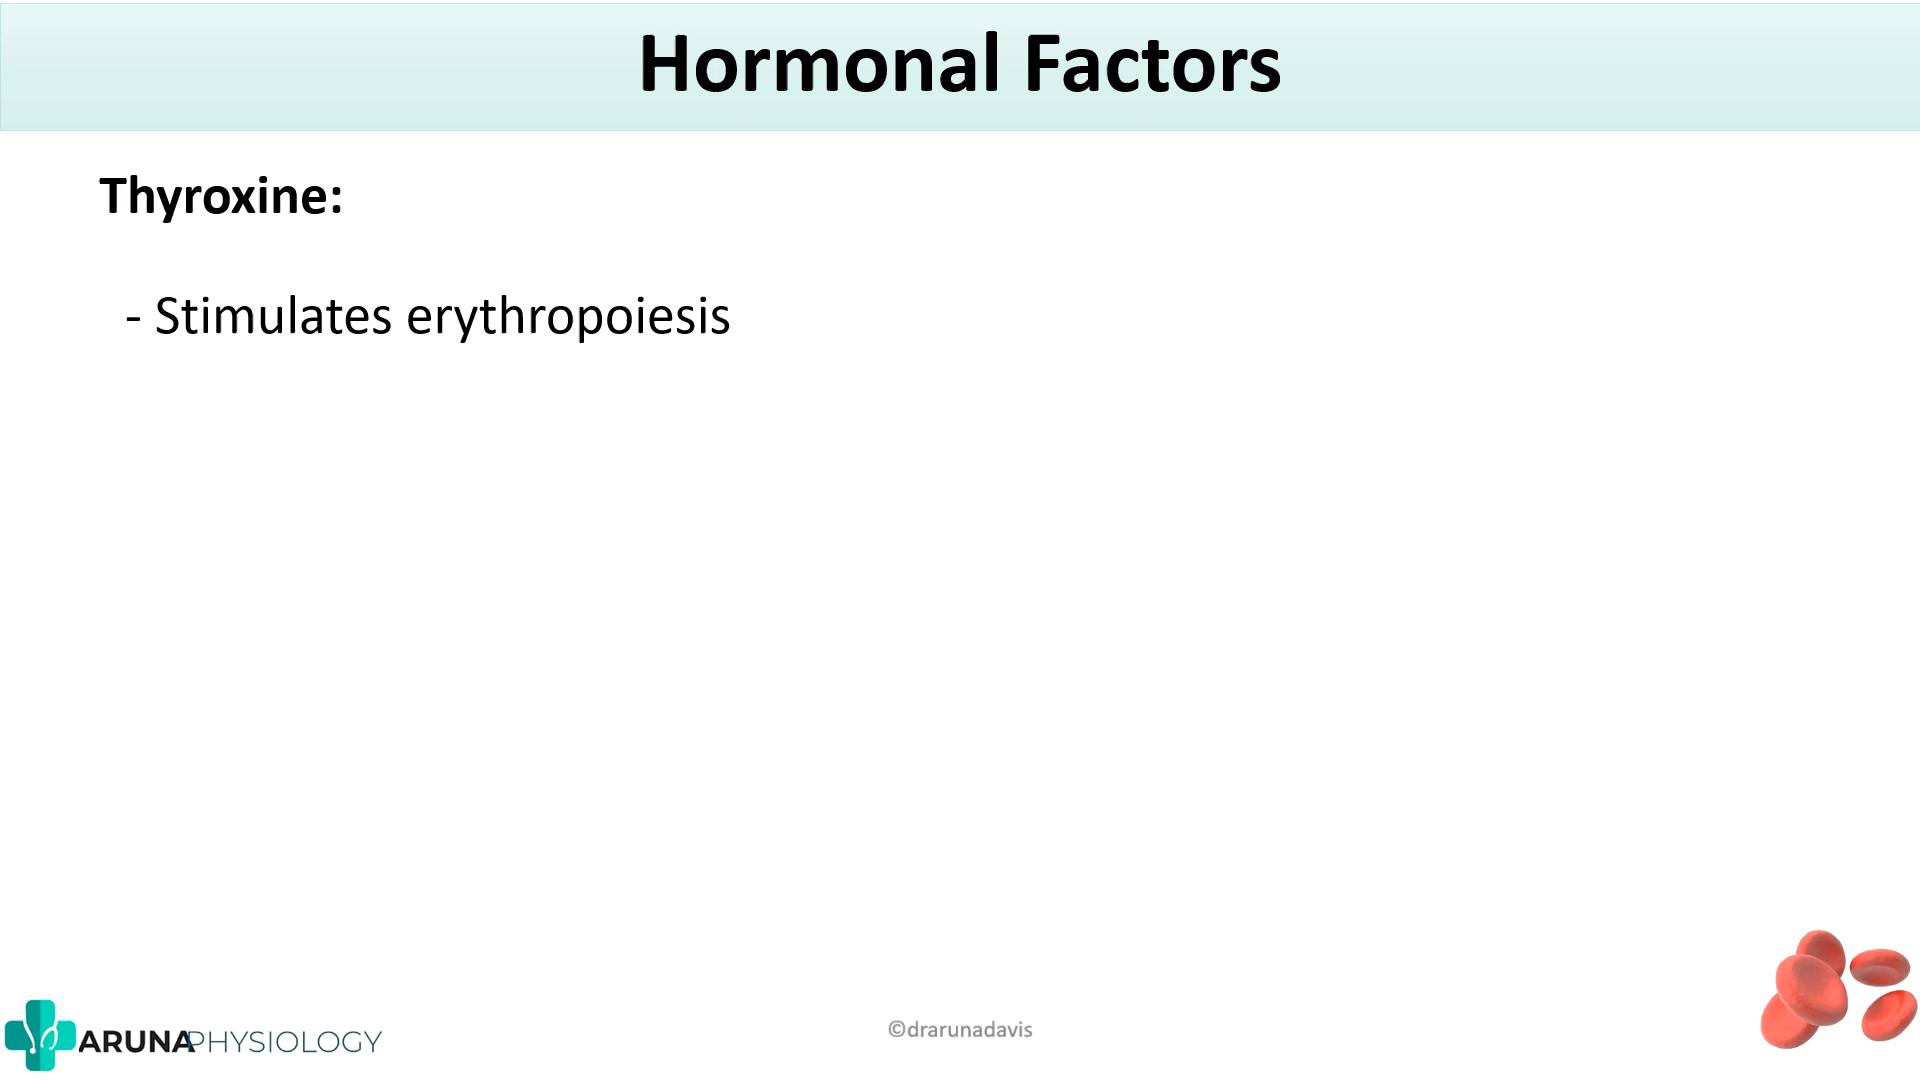 Hormonal Factors
Thyroxine:
- Stimulates erythropoiesis
©drarunadavis
ARUNAPHYSIOLOGY